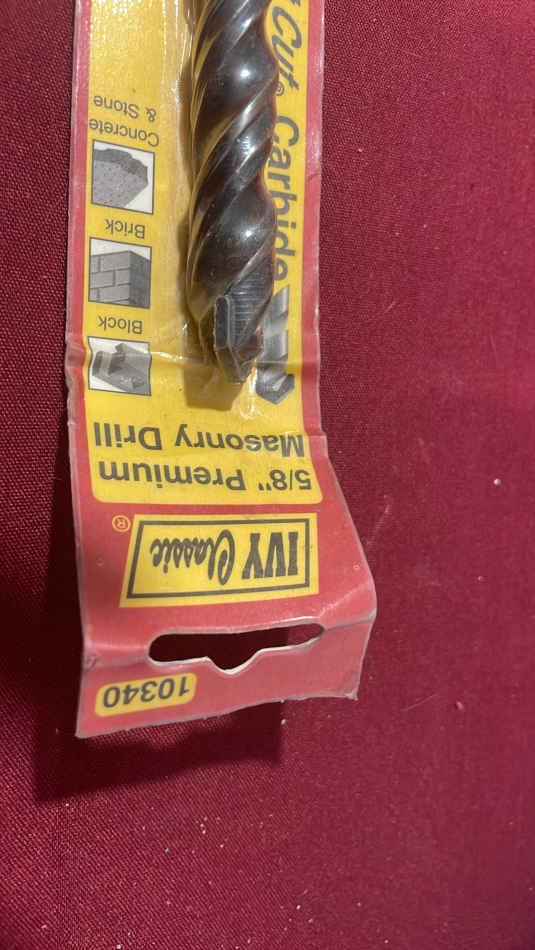 10340
IVY Classic ®
5/8" Premium
Masonry Drill
Cut® Carbide
Block
Brick
Concrete
& Stone